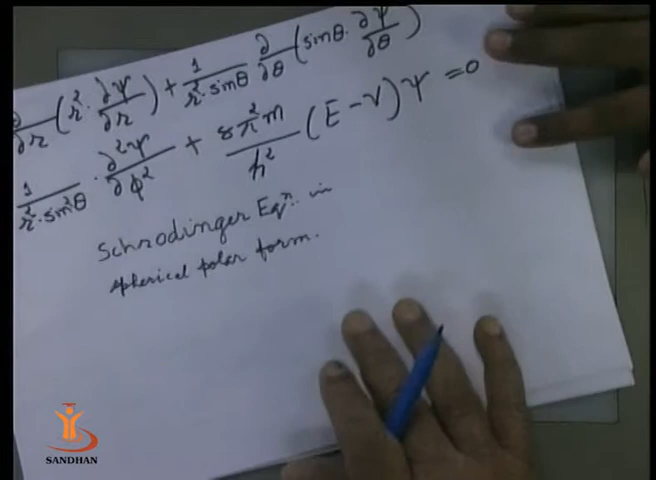 ∂/∂r (r²·∂ψ/∂r) + 1/r²·sinθ ∂/∂θ (sinθ·∂ψ/∂θ)
1/r²·sin²θ · ∂²ψ/∂ϕ² + 8π²m/h² (E−V)ψ =0
Schrodinger Eqⁿ. in
spherical polar form.
SANDHAN